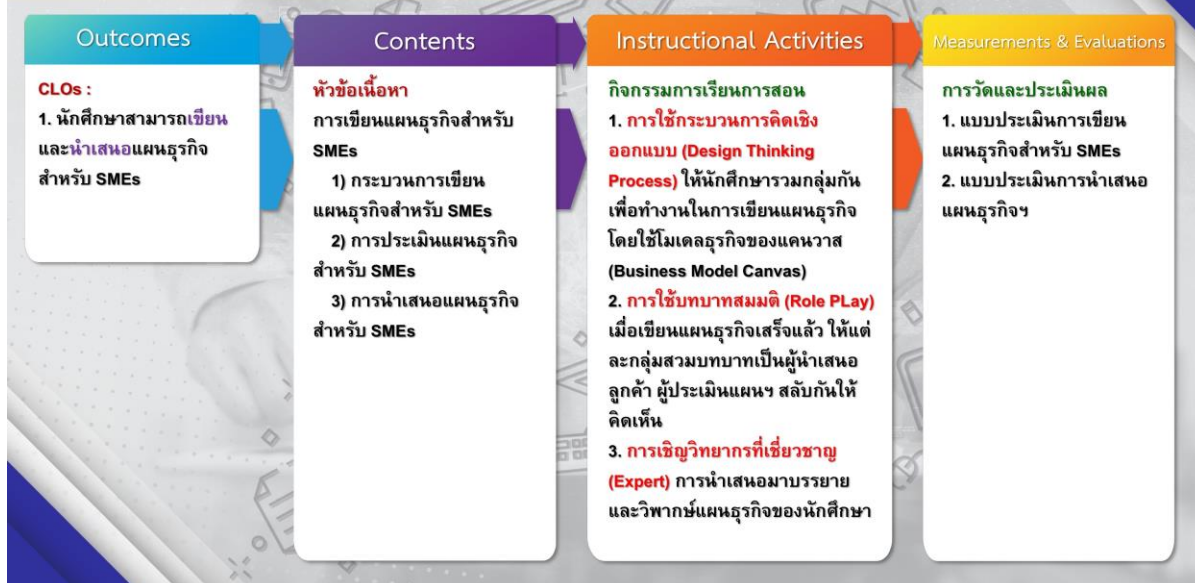 Outcomes
CLOs :
1. นักศึกษาสามารถเขียน
และนำเสนอแผนธุรกิจ
สำหรับ SMEs
Contents
หัวข้อเนื้อหา
การเขียนแผนธุรกิจสำหรับ
SMEs
1) กระบวนการเขียน
แผนธุรกิจสำหรับ SMEs
2) การประเมินแผนธุรกิจ
สำหรับ SMEs
3) การนำเสนอแผนธุรกิจ
สำหรับ SMEs
Instructional Activities
กิจกรรมการเรียนการสอน
1. การใช้กระบวนการคิดเชิง
ออกแบบ (Design Thinking
Process) ให้นักศึกษารวมกลุ่มกัน
เพื่อทำงานในการเขียนแผนธุรกิจ
โดยใช้โมเดลธุรกิจของแคนวาส
(Business Model Canvas)
2. การใช้บทบาทสมมติ (Role PLay)
เมื่อเขียนแผนธุรกิจเสร็จแล้ว ให้แต่
ละกลุ่มสวมบทบาทเป็นผู้นำเสนอ
ลูกค้า ผู้ประเมินแผนฯ สลับกันให้
คิดเห็น
3. การเชิญวิทยากรที่เชี่ยวชาญ
(Expert) การนำเสนอมาบรรยาย
และวิพากษ์แผนธุรกิจของนักศึกษา
Measurements & Evaluations
การวัดและประเมินผล
1. แบบประเมินการเขียน
แผนธุรกิจสำหรับ SMEs
2. แบบประเมินการนำเสนอ
แผนธุรกิจฯ